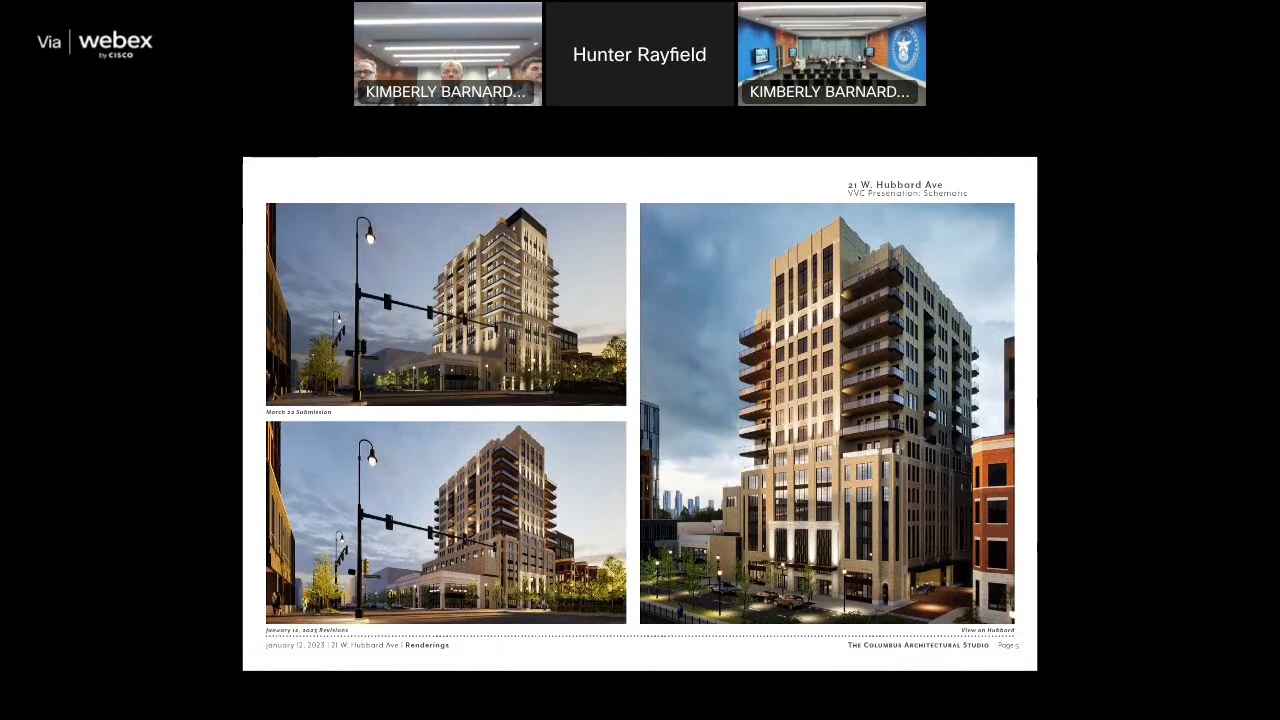 Via | webex
by CISCO
KIMBERLY BARNARD...
Hunter Rayfield
KIMBERLY BARNARD...
21 W. Hubbard Ave
VVC Presenation: Schematic
March 22 Submission
January 12, 2023 Revisions
View on Hubbard
January 12, 2023 | 21 W. Hubbard Ave | Renderings
The Columbus Architectural Studio Page 5